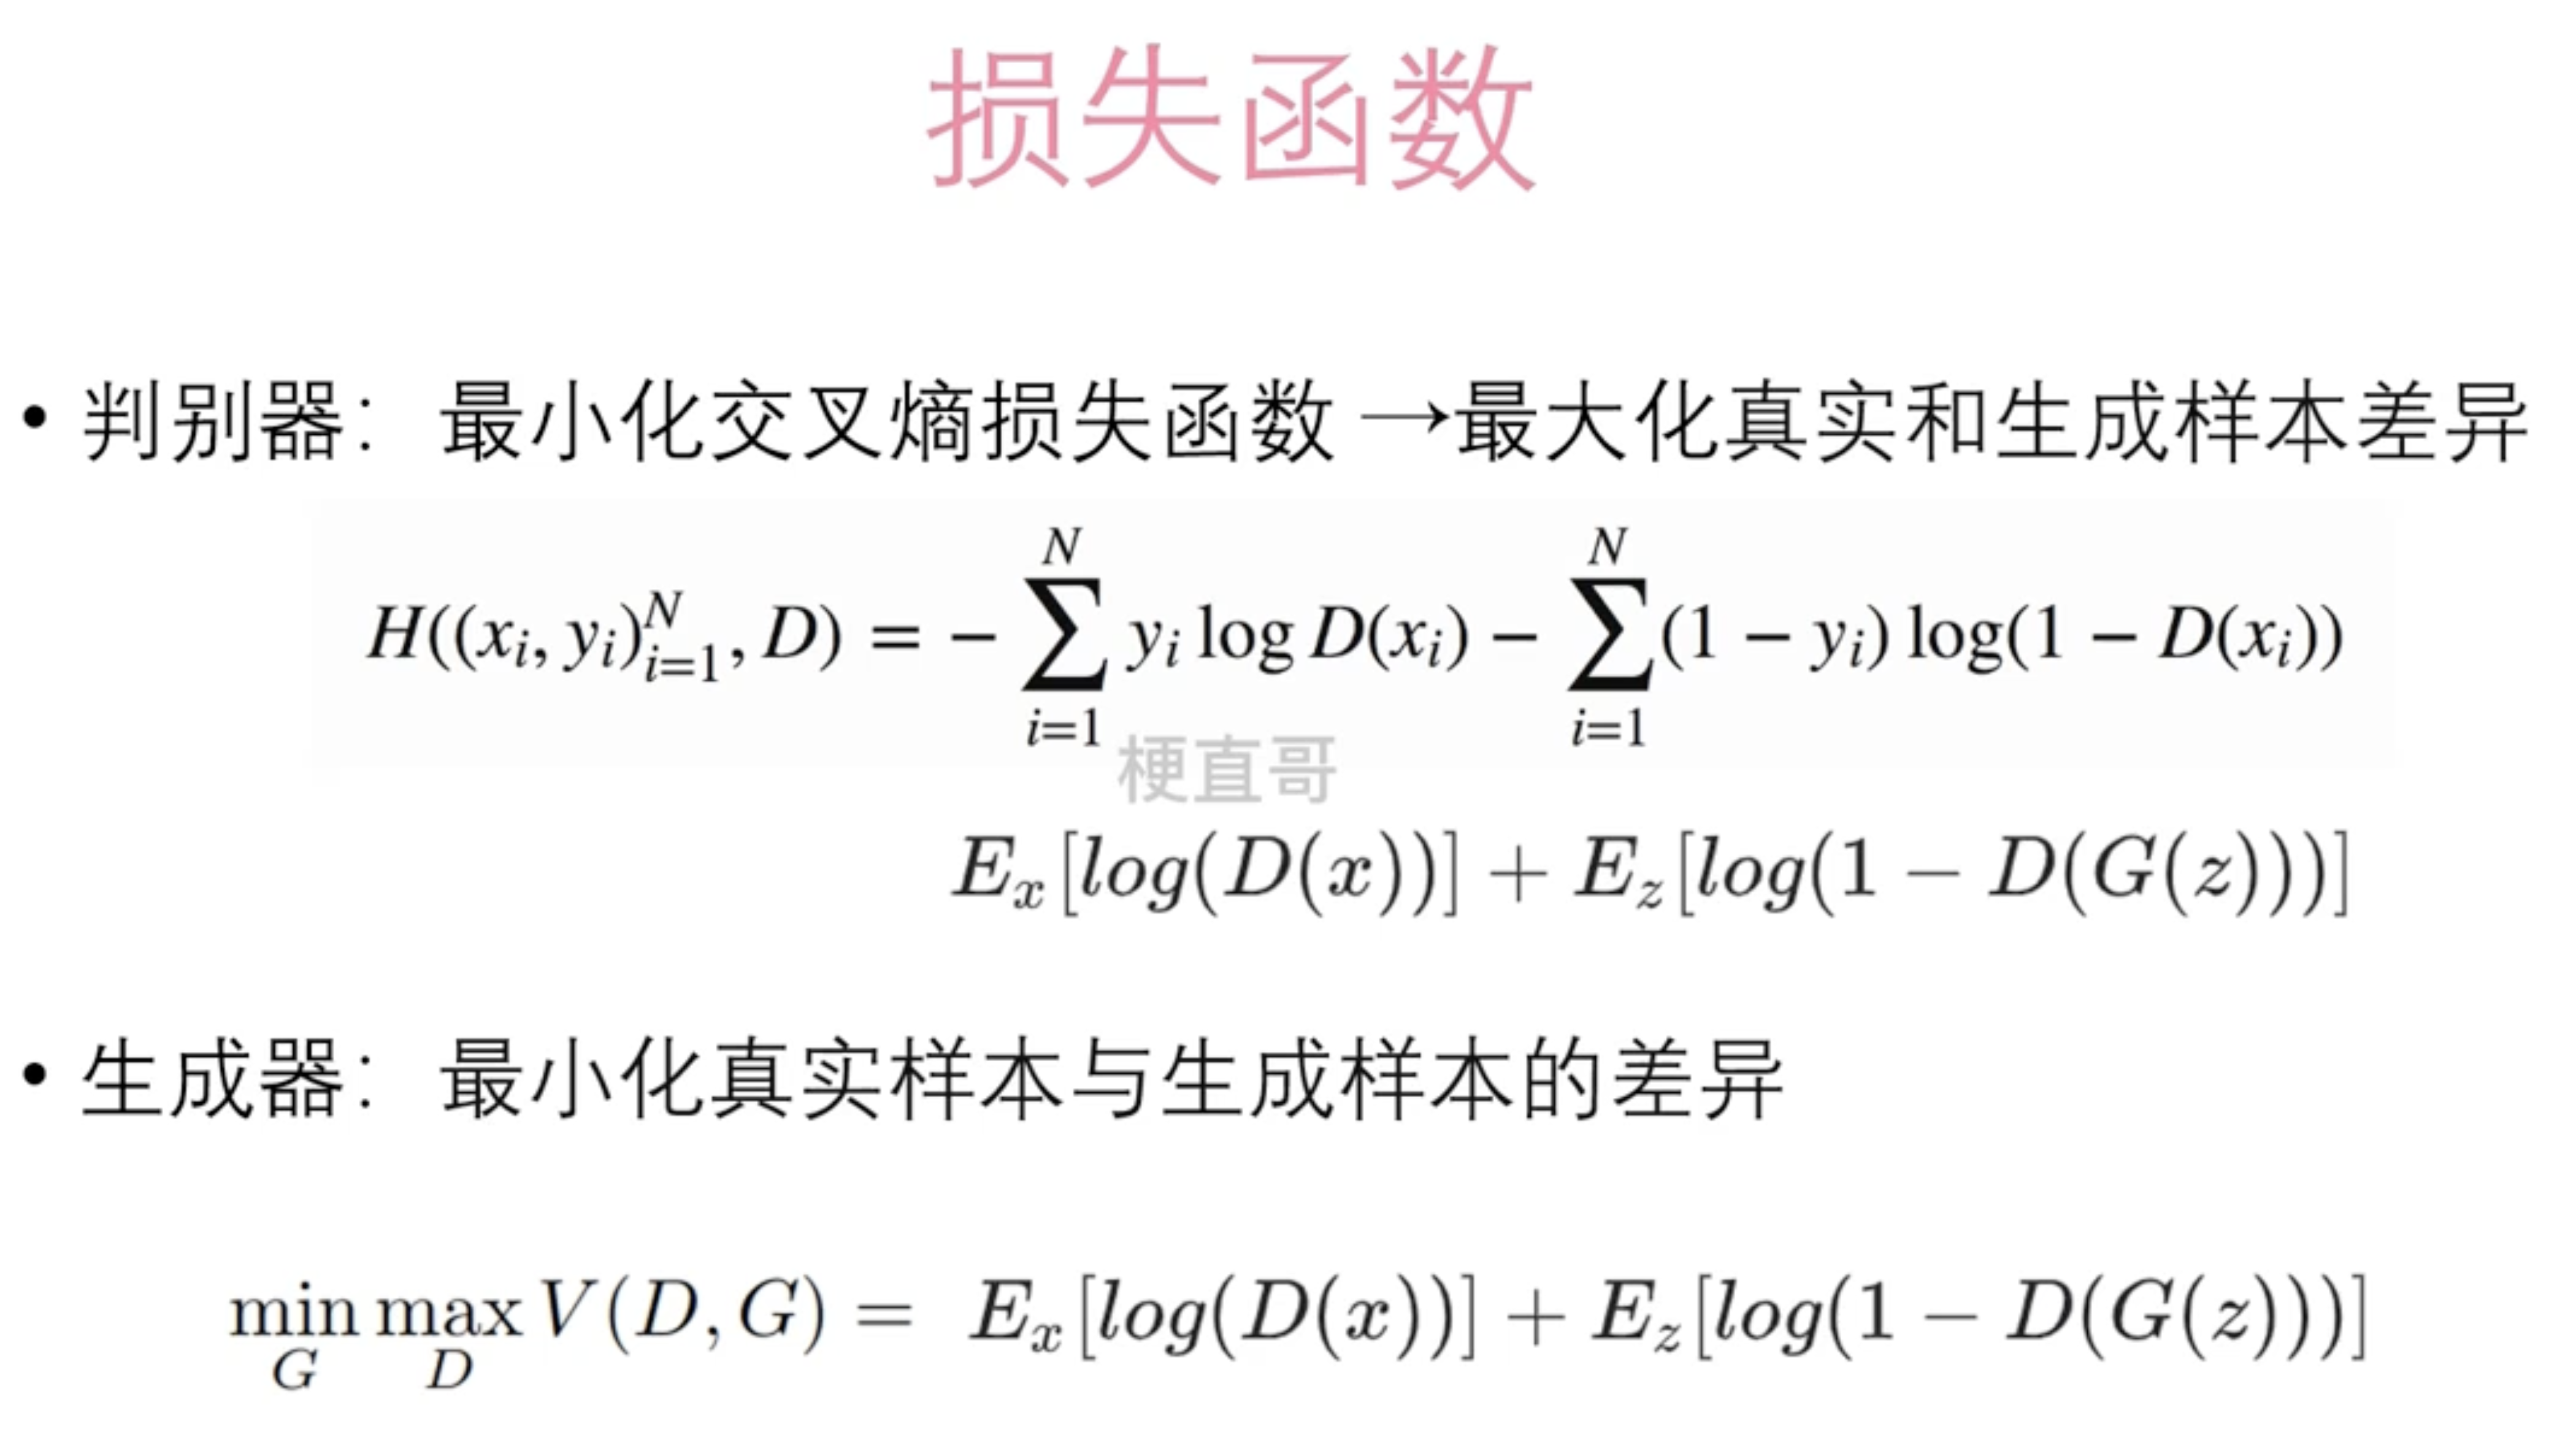 损失函数
• 判别器： 最小化交叉熵损失函数 →最大化真实和生成样本差异
H((x_i, y_i)_{i=1}^N, D) = − ∑_{i=1}^N y_i log D(x_i) − ∑_{i=1}^N (1 − y_i) log(1 − D(x_i))
梗直哥
E_x[log(D(x))] + E_z[log(1 − D(G(z)))]
• 生成器： 最小化真实样本与生成样本的差异
min_G max_D V(D, G) = E_x[log(D(x))] + E_z[log(1 − D(G(z)))]